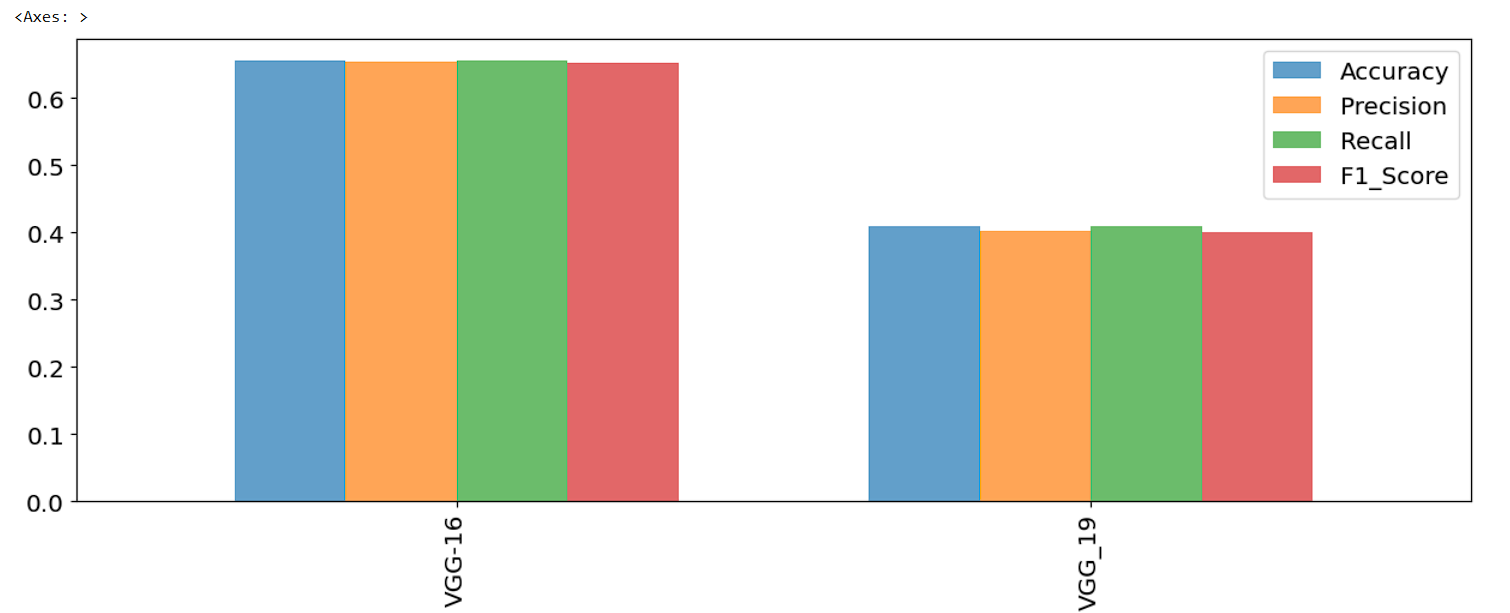 <Axes: >
Accuracy
Precision
Recall
F1_Score
0.6
0.5
0.4
0.3
0.2
0.1
0.0
VGG-16
VGG_19